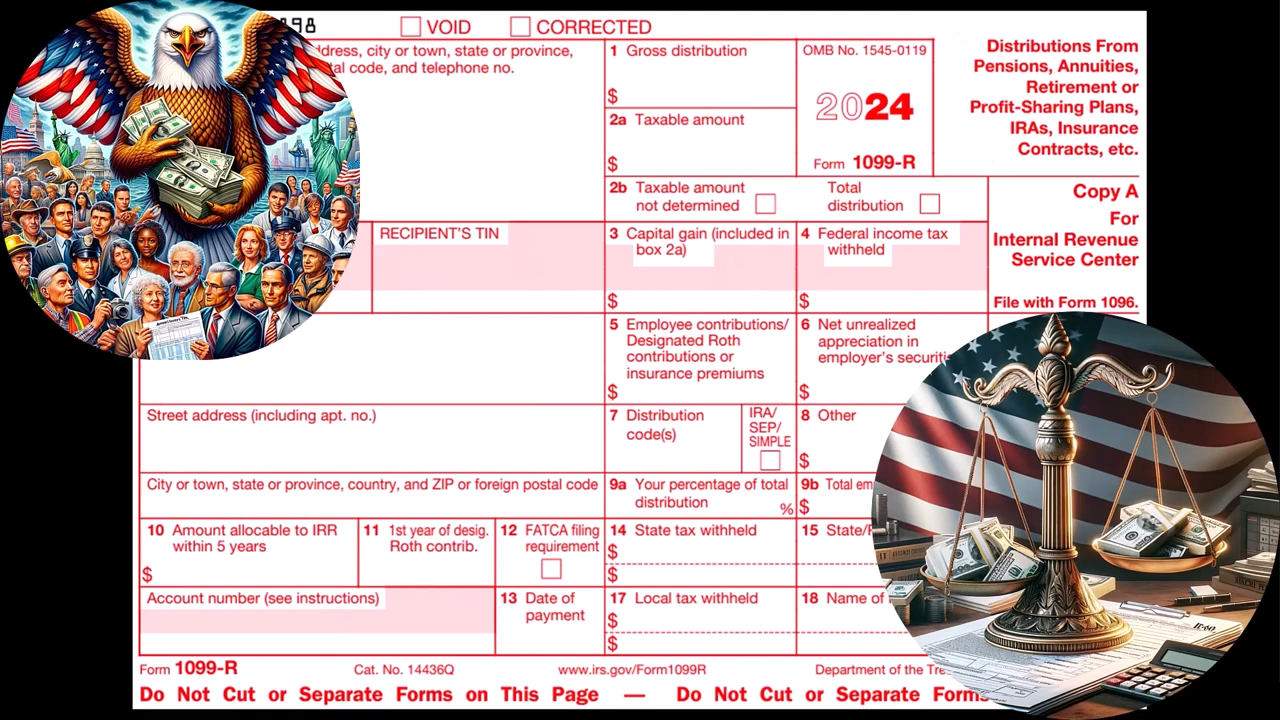 898
VOID
CORRECTED
ddress, city or town, state or province,
tal code, and telephone no.
1 Gross distribution
$
OMB No. 1545-0119
2024
Form 1099-R
Distributions From
Pensions, Annuities,
Retirement or
Profit-Sharing Plans,
IRAs, Insurance
Contracts, etc.
2a Taxable amount
$
2b Taxable amount
not determined
Total
distribution
Copy A
For
Internal Revenue
Service Center
File with Form 1096.
RECIPIENT'S TIN
3 Capital gain (included in
box 2a)
$
4 Federal income tax
withheld
$
5 Employee contributions/
Designated Roth
contributions or
insurance premiums
$
6 Net unrealized
appreciation in
employer's securiti
$
Street address (including apt. no.)
7 Distribution
code(s)
IRA/
SEP/
SIMPLE
8 Other
$
City or town, state or province, country, and ZIP or foreign postal code
9a Your percentage of total
distribution %
9b Total em
$
10 Amount allocable to IRR
within 5 years
$
11 1st year of desig.
Roth contrib.
12 FATCA filing
requirement
14 State tax withheld
$
$
15 State/
Account number (see instructions)
13 Date of
payment
17 Local tax withheld
$
$
18 Name of
Form 1099-R
Cat. No. 14436Q
www.irs.gov/Form1099R
Department of the Tre
Do Not Cut or Separate Forms on This Page — Do Not Cut or Separate Forms